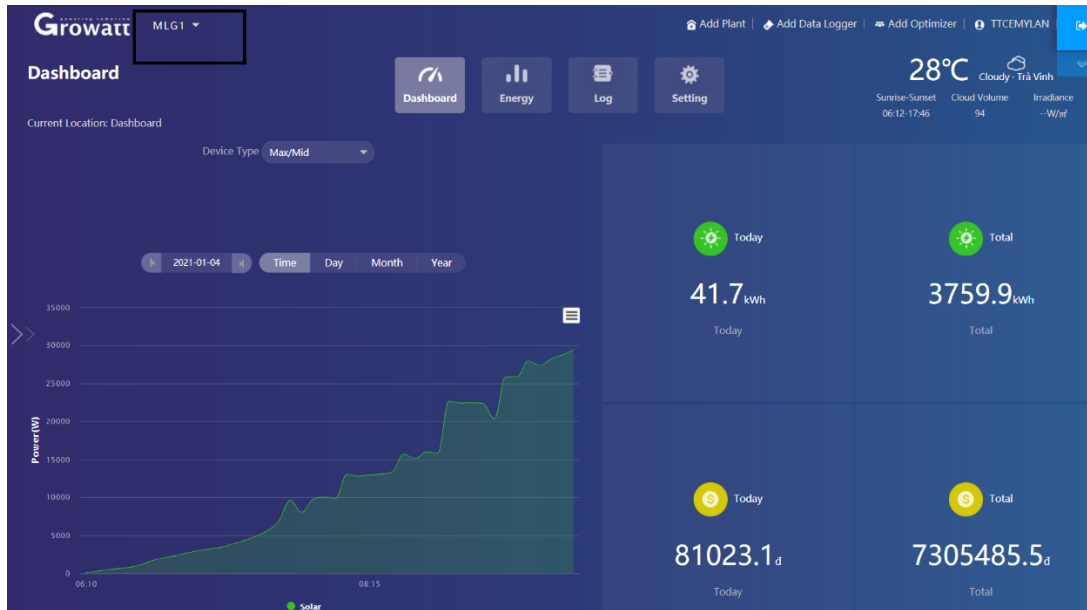 powering tomorrow
Growatt
MLG1
Add Plant | Add Data Logger | Add Optimizer | TTCEMYLAN |
Dashboard
Dashboard
Energy
Log
Setting
28℃ Cloudy · Trà Vinh
Sunrise-Sunset Cloud Volume Irradiance
06:12-17:46 94 --W/㎡
Current Location: Dashboard
Device Type Max/Mid
2021-01-04 Time Day Month Year
Today
41.7kWh
Today
Total
3759.9kWh
Total
35000
30000
25000
20000
15000
10000
5000
0
Power(W)
06:10 08:15
Solar
Today
81023.1đ
Today
Total
7305485.5đ
Total